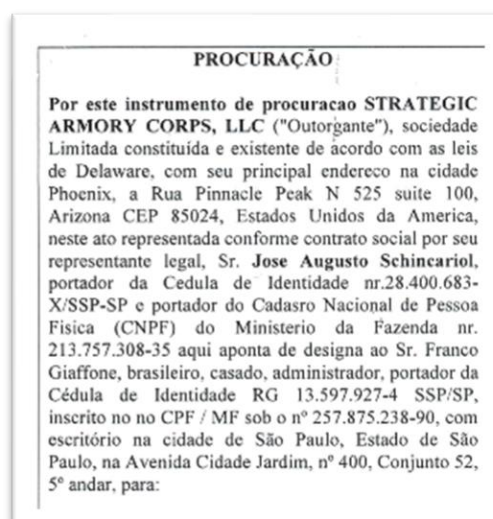 PROCURAÇÃO
Por este instrumento de procuracao STRATEGIC
ARMORY CORPS, LLC ("Outorgante"), sociedade
Limitada constituída e existente de acordo com as leis
de Delaware, com seu principal endereco na cidade
Phoenix, a Rua Pinnacle Peak N 525 suite 100,
Arizona CEP 85024, Estados Unidos da America,
neste ato representada conforme contrato social por seu
representante legal, Sr. Jose Augusto Schincariol,
portador da Cedula de Identidade nr.28.400.683-
X/SSP-SP e portador do Cadasro Nacional de Pessoa
Fisica (CNPF) do Ministerio da Fazenda nr.
213.757.308-35 aqui aponta de designa ao Sr. Franco
Giaffone, brasileiro, casado, administrador, portador da
Cédula de Identidade RG 13.597.927-4 SSP/SP,
inscrito no no CPF / MF sob o nº 257.875.238-90, com
escritório na cidade de São Paulo, Estado de São
Paulo, na Avenida Cidade Jardim, nº 400, Conjunto 52,
5º andar, para: